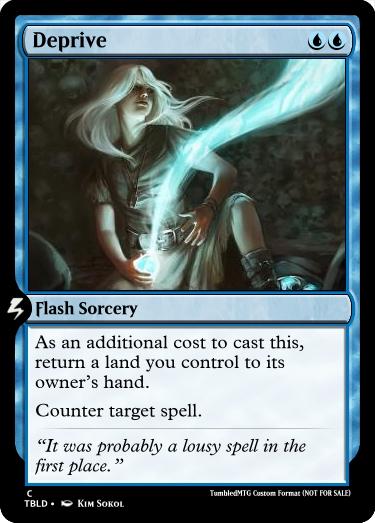 Deprive
Flash Sorcery
As an additional cost to cast this,
return a land you control to its
owner's hand.
Counter target spell.
"It was probably a lousy spell in the
first place."
C
TBLD • Kim Sokol
TumbledMTG Custom Format (NOT FOR SALE)